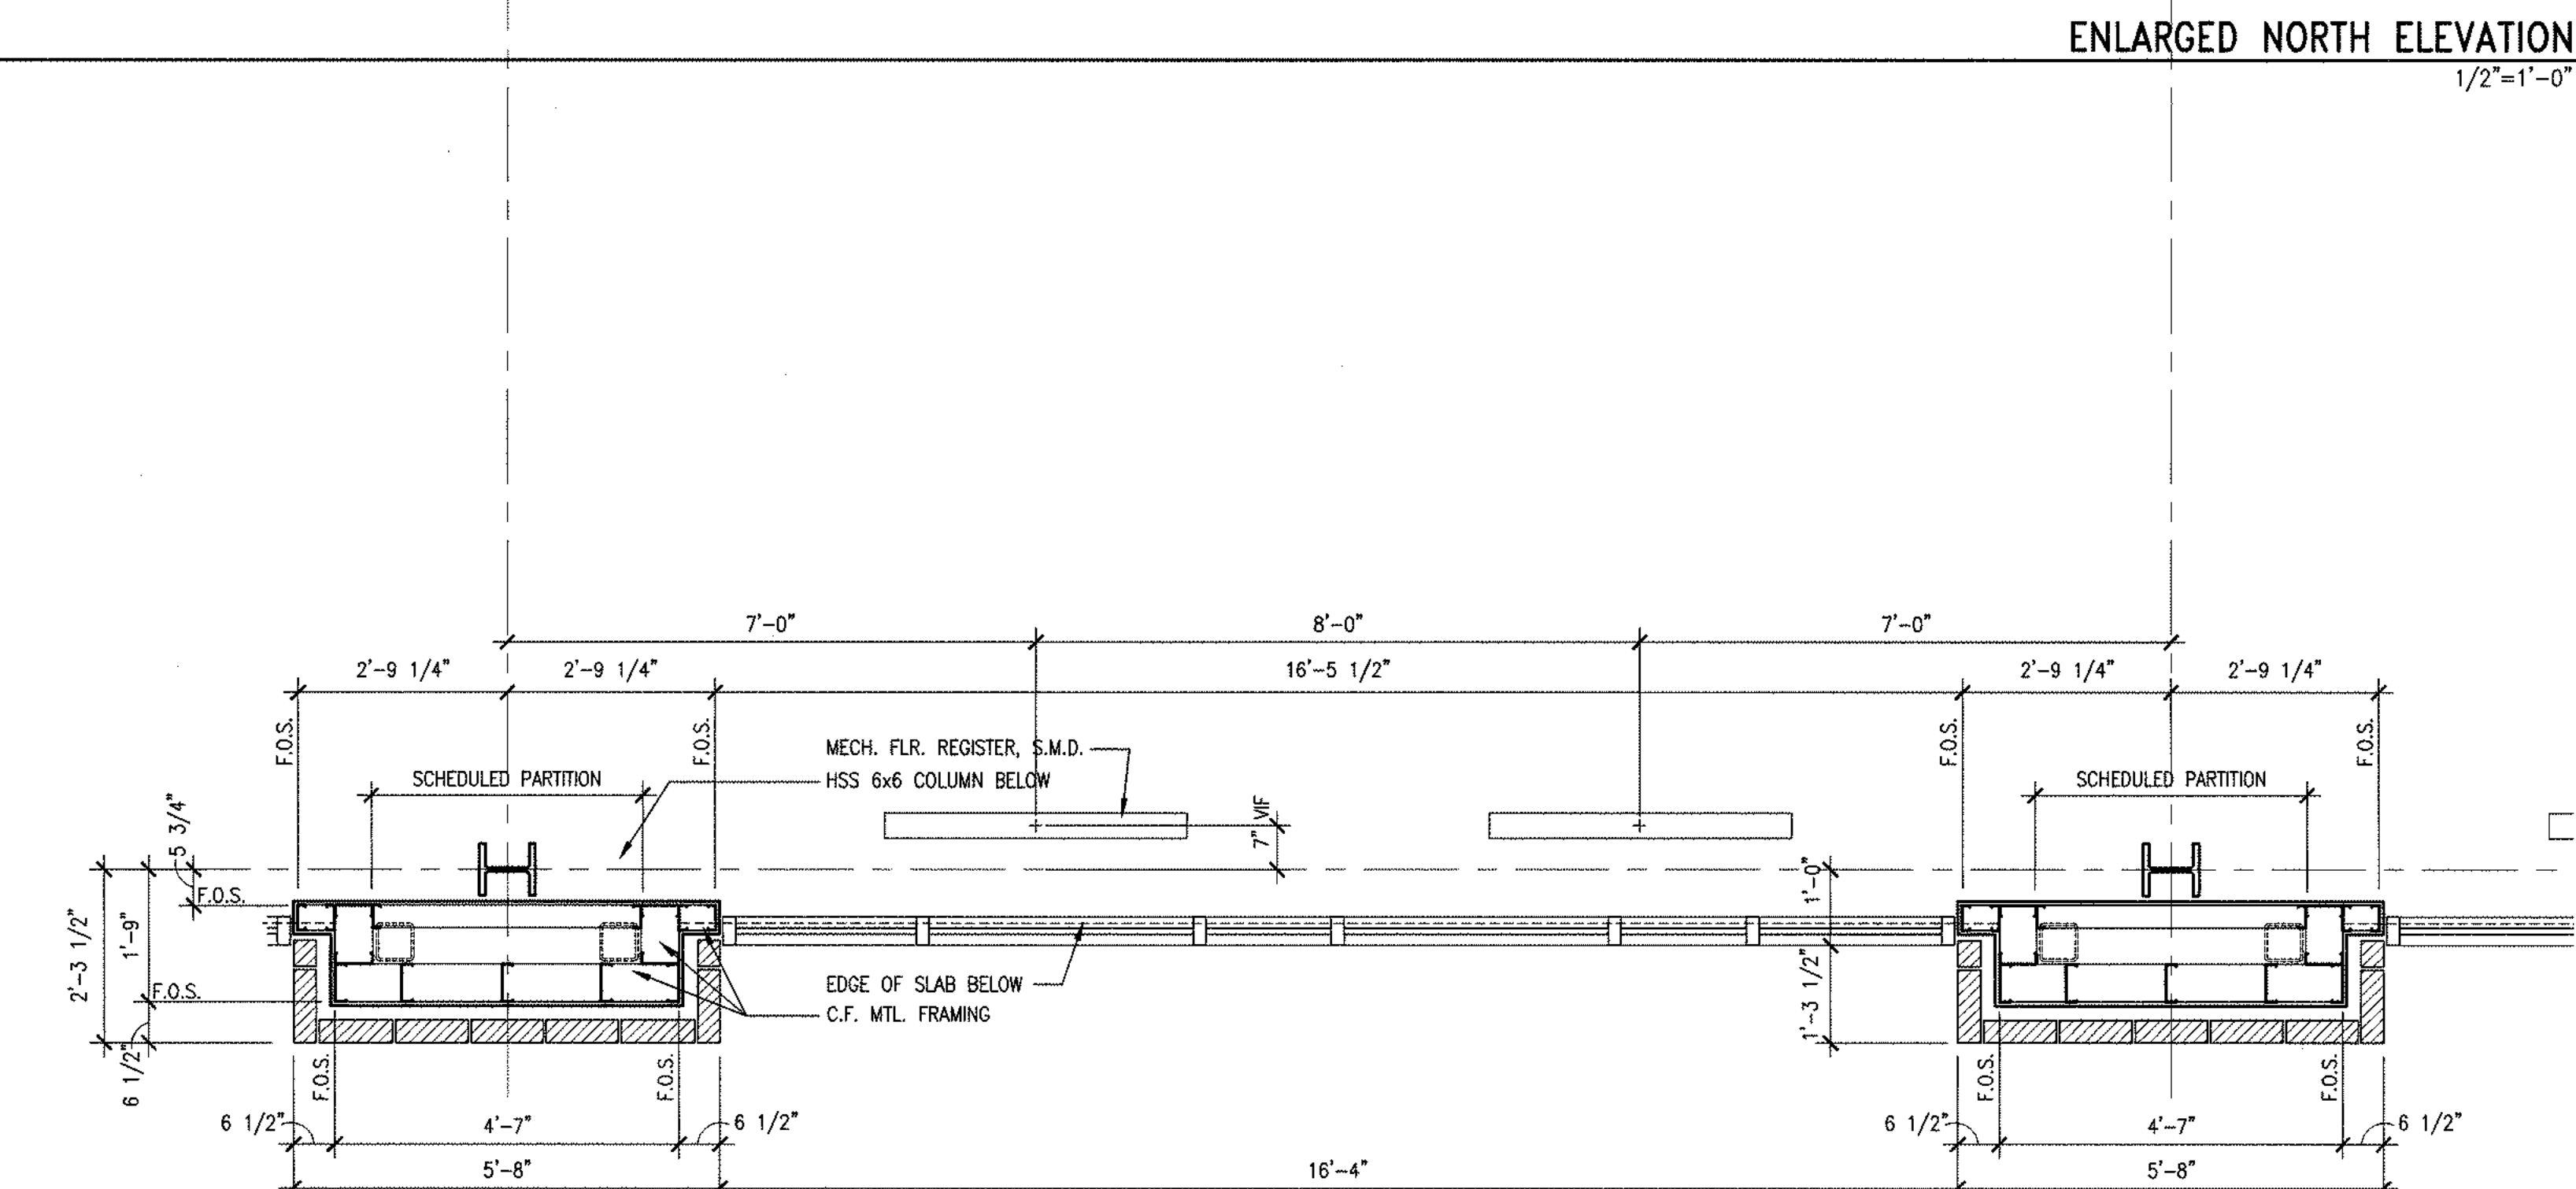 ENLARGED NORTH ELEVATION
1/2"=1'-0"
7'-0"
8'-0"
7'-0"
2'-9 1/4"
2'-9 1/4"
16'-5 1/2"
2'-9 1/4"
2'-9 1/4"
F.O.S.
F.O.S.
F.O.S.
F.O.S.
MECH. FLR. REGISTER, S.M.D.
HSS 6x6 COLUMN BELOW
SCHEDULED PARTITION
SCHEDULED PARTITION
5 3/4"
7" VIF
F.O.S.
1'-0"
2'-3 1/2"
1'-9"
F.O.S.
6 1/2"
EDGE OF SLAB BELOW
C.F. MTL. FRAMING
1'-3 1/2"
F.O.S.
F.O.S.
F.O.S.
F.O.S.
6 1/2"
4'-7"
6 1/2"
6 1/2"
4'-7"
6 1/2"
5'-8"
16'-4"
5'-8"